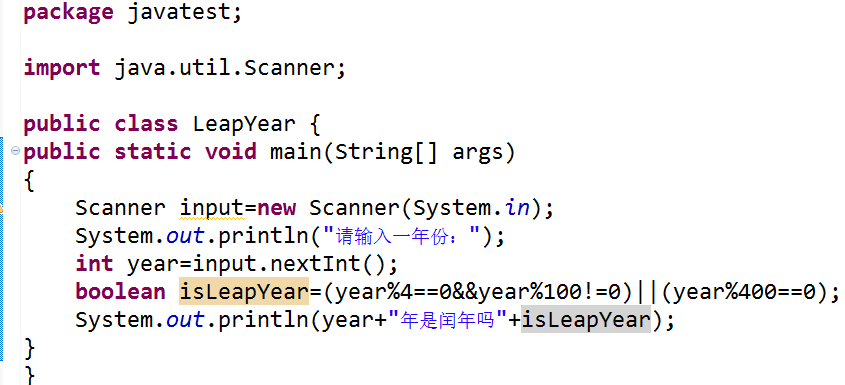 package javatest;
import java.util.Scanner;
public class LeapYear {
public static void main(String[] args)
{
Scanner input=new Scanner(System.in);
System.out.println("请输入一年份：");
int year=input.nextInt();
boolean isLeapYear=(year%4==0&&year%100!=0)||(year%400==0);
System.out.println(year+"年是闰年吗"+isLeapYear);
}
}